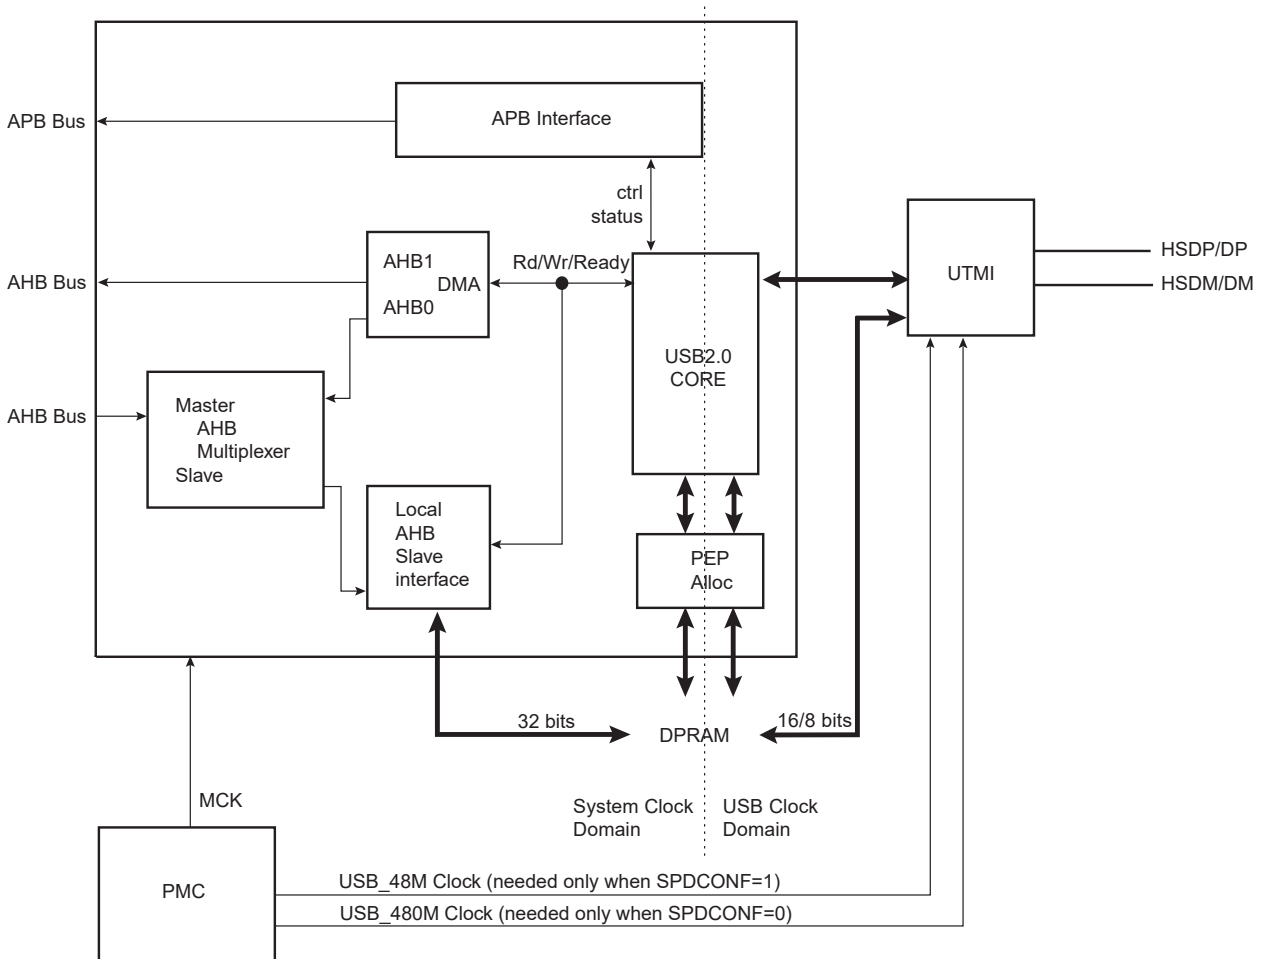 APB Bus
APB Interface
ctrl
status
AHB Bus
AHB1
DMA
AHB0
Rd/Wr/Ready
UTMI
HSDP/DP
HSDM/DM
USB2.0
CORE
AHB Bus
Master
AHB
Multiplexer
Slave
Local
AHB
Slave
interface
PEP
Alloc
32 bits
DPRAM
16/8 bits
MCK
System Clock
Domain
USB Clock
Domain
PMC
USB_48M Clock (needed only when SPDCONF=1)
USB_480M Clock (needed only when SPDCONF=0)